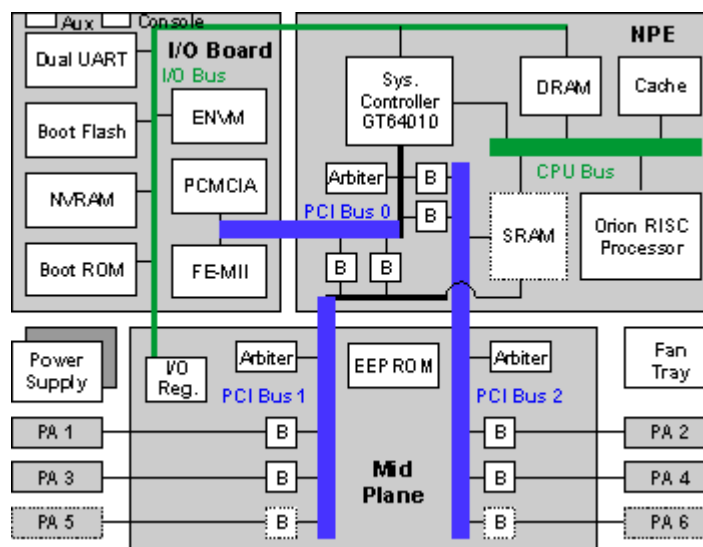 Aux Console
I/O Board
NPE
Dual UART
I/O Bus
Sys.
Controller
GT64010
DRAM
Cache
Boot Flash
ENVM
CPU Bus
PCMCIA
Arbiter
B
NVRAM
PCI Bus 0
B
SRAM
Orion RISC
Processor
Boot ROM
FE-MII
B
B
Power
Supply
I/O
Reg.
Arbiter
EEPROM
Arbiter
Fan
Tray
PCI Bus 1
PCI Bus 2
PA 1
B
B
PA 2
PA 3
B
Mid
Plane
B
PA 4
PA 5
B
B
PA 6